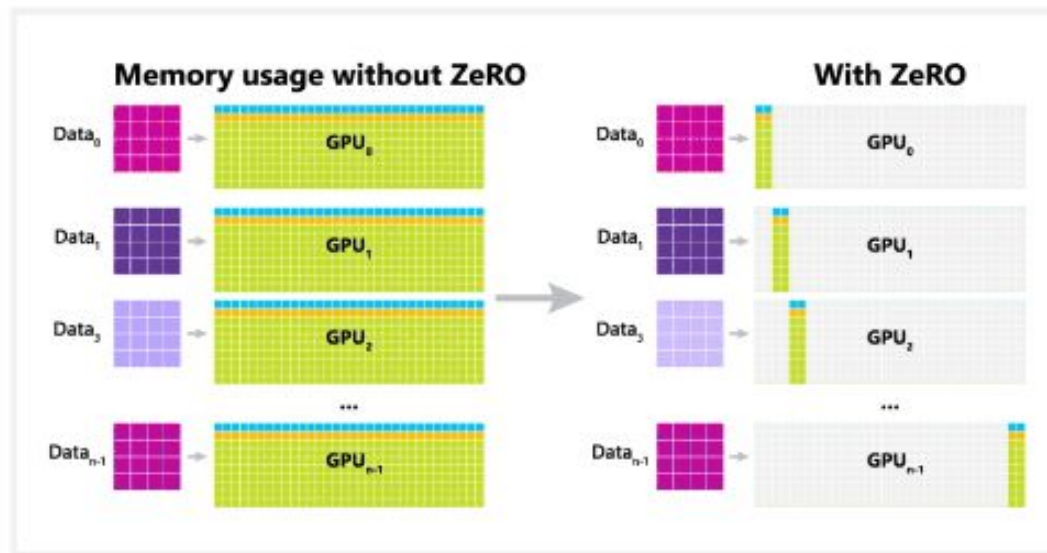 Memory usage without ZeRO
With ZeRO
Data₀
GPU₀
Data₀
GPU₀
Data₁
GPU₁
Data₁
GPU₁
Data₃
GPU₂
Data₃
GPU₂
...
...
Dataₙ₋₁
GPUₙ₋₁
Dataₙ₋₁
GPUₙ₋₁